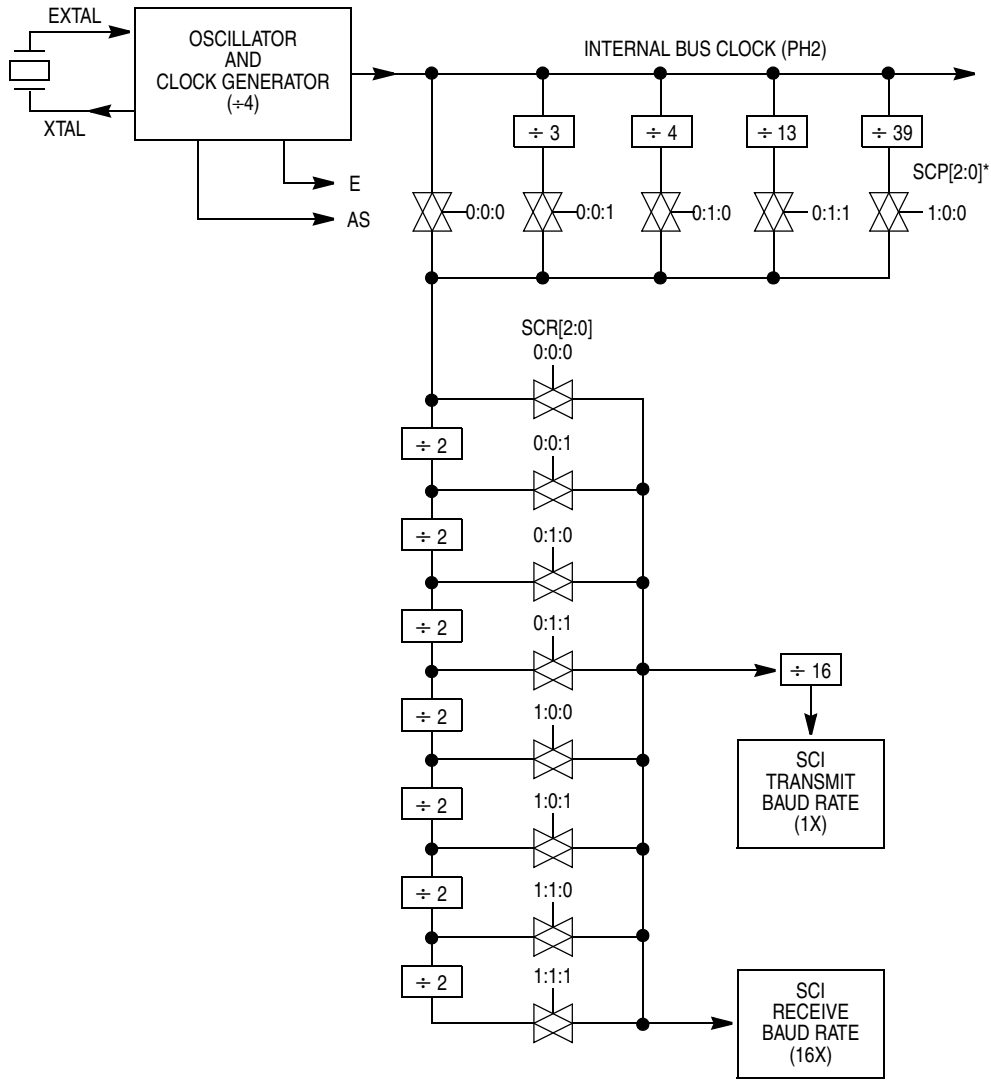 EXTAL
OSCILLATOR
AND
CLOCK GENERATOR
(÷4)
XTAL
E
AS
INTERNAL BUS CLOCK (PH2)
÷ 3
÷ 4
÷ 13
÷ 39
SCP[2:0]*
0:0:0
0:0:1
0:1:0
0:1:1
1:0:0
SCR[2:0]
0:0:0
÷ 2
0:0:1
÷ 2
0:1:0
÷ 2
0:1:1
÷ 16
÷ 2
1:0:0
SCI
TRANSMIT
BAUD RATE
(1X)
÷ 2
1:0:1
÷ 2
1:1:0
÷ 2
1:1:1
SCI
RECEIVE
BAUD RATE
(16X)